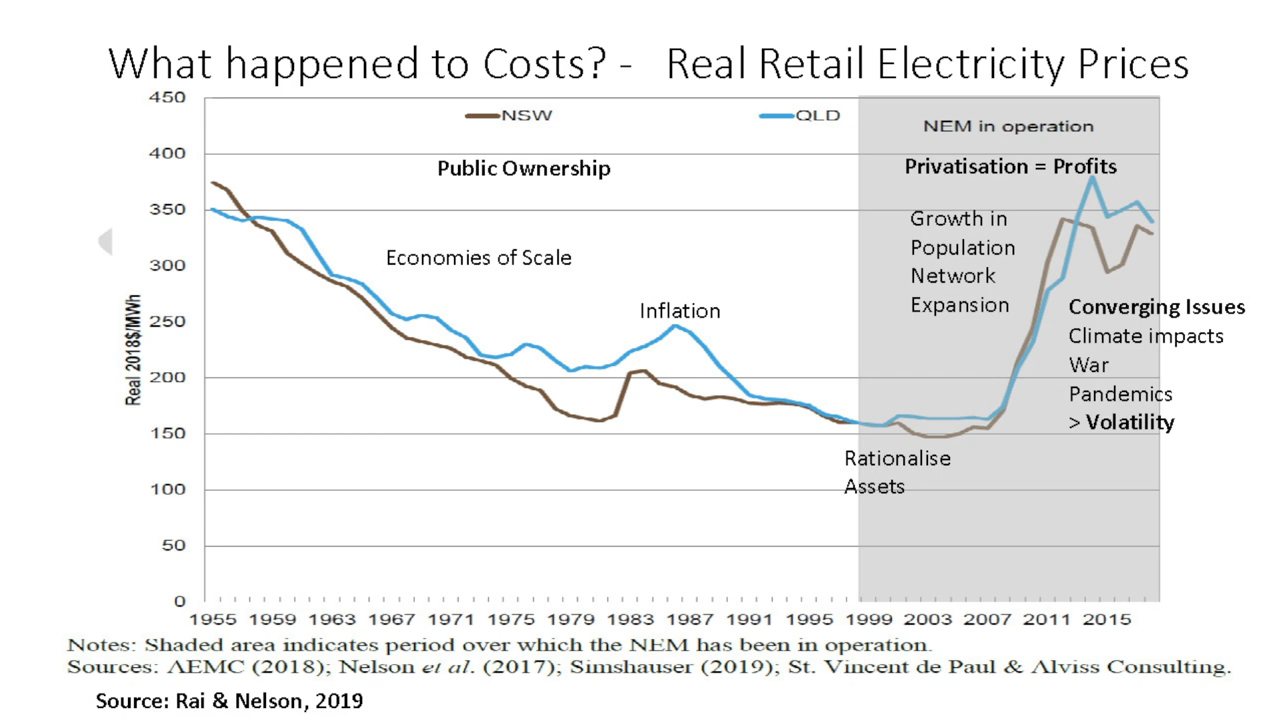 What happened to Costs? - Real Retail Electricity Prices
450
400
350
300
250
200
150
100
50
0
Real 2018$/MWh
NSW
QLD
NEM in operation
Public Ownership
Privatisation = Profits
Growth in
Population
Network
Expansion
Economies of Scale
Inflation
Converging Issues
Climate impacts
War
Pandemics
> Volatility
Rationalise
Assets
1955 1959 1963 1967 1971 1975 1979 1983 1987 1991 1995 1999 2003 2007 2011 2015
Notes: Shaded area indicates period over which the NEM has been in operation.
Sources: AEMC (2018); Nelson et al. (2017); Simshauser (2019); St. Vincent de Paul & Alviss Consulting.
Source: Rai & Nelson, 2019